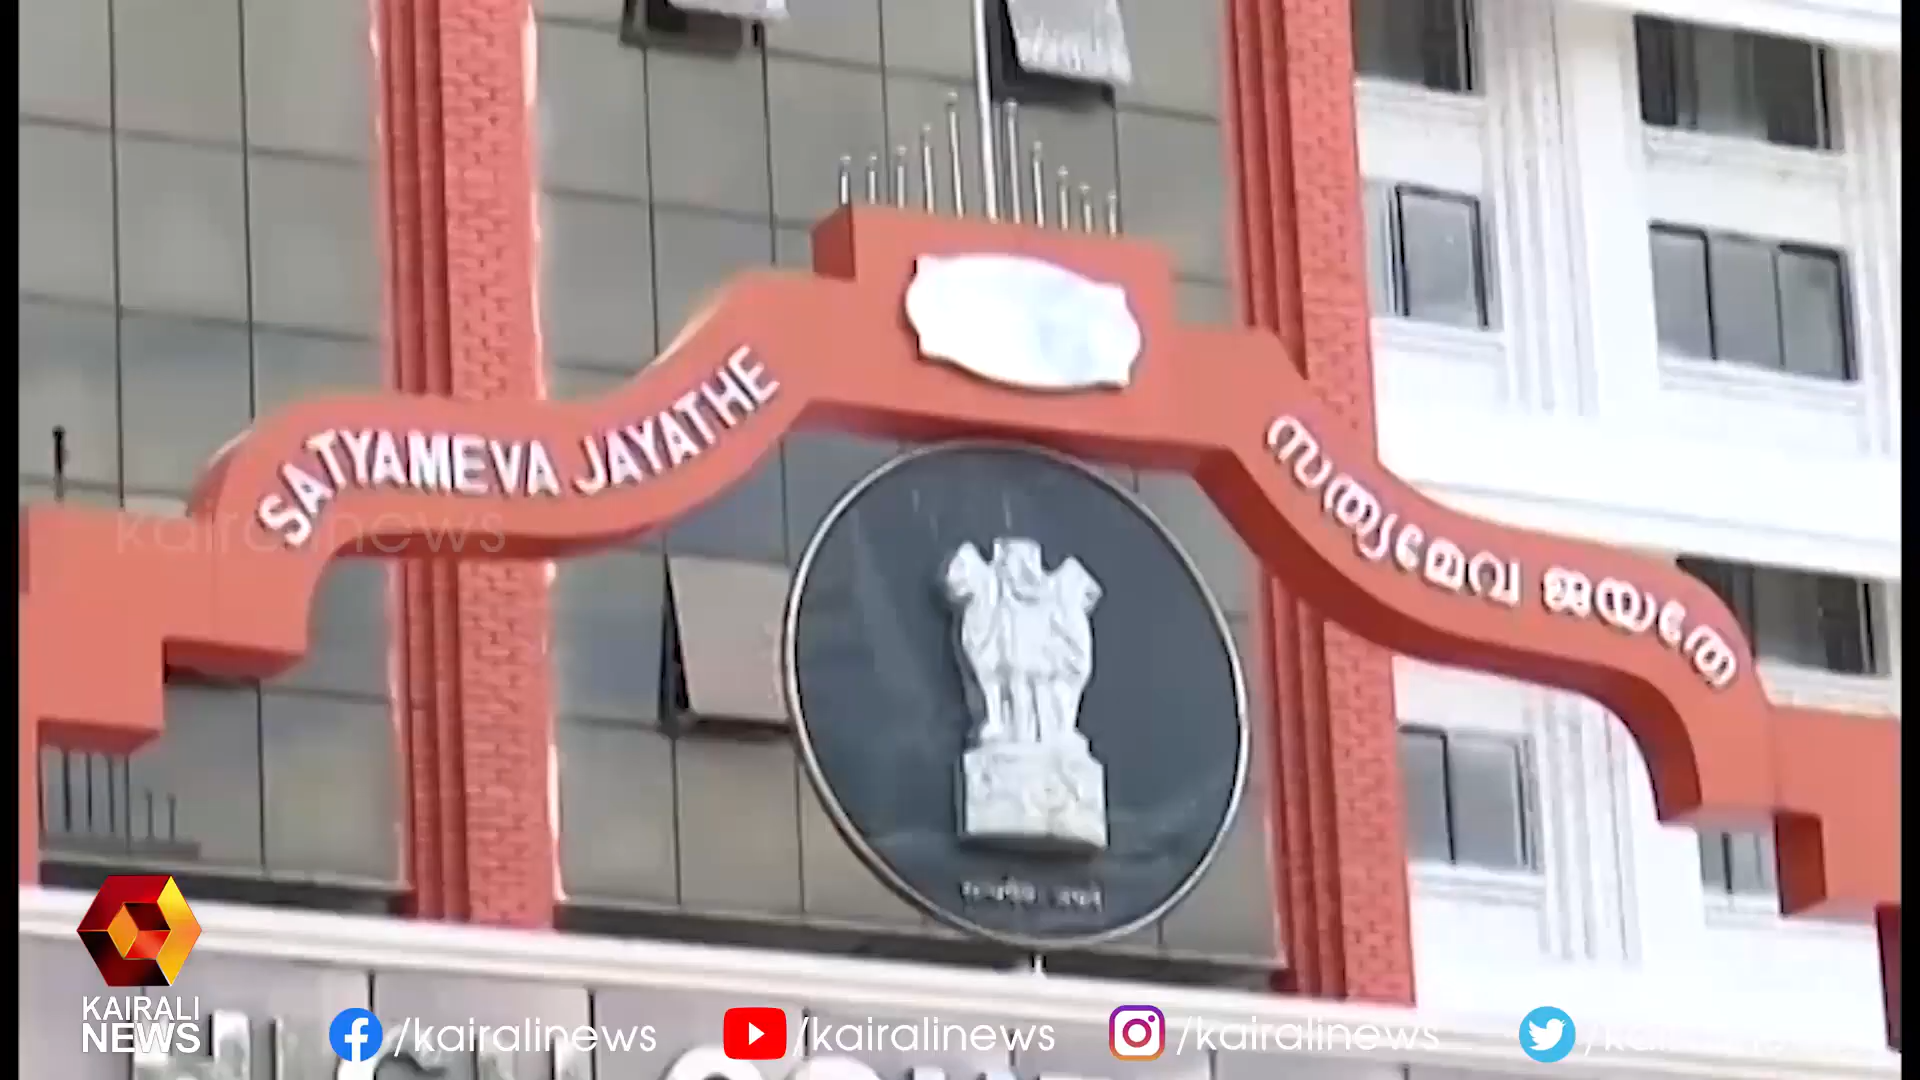 SATYAMEVA JAYATHE
സത്യമേവ ജയതേ
kairalinews
KAIRALI
NEWS
/kairalinews
/kairalinews
/kairalinews